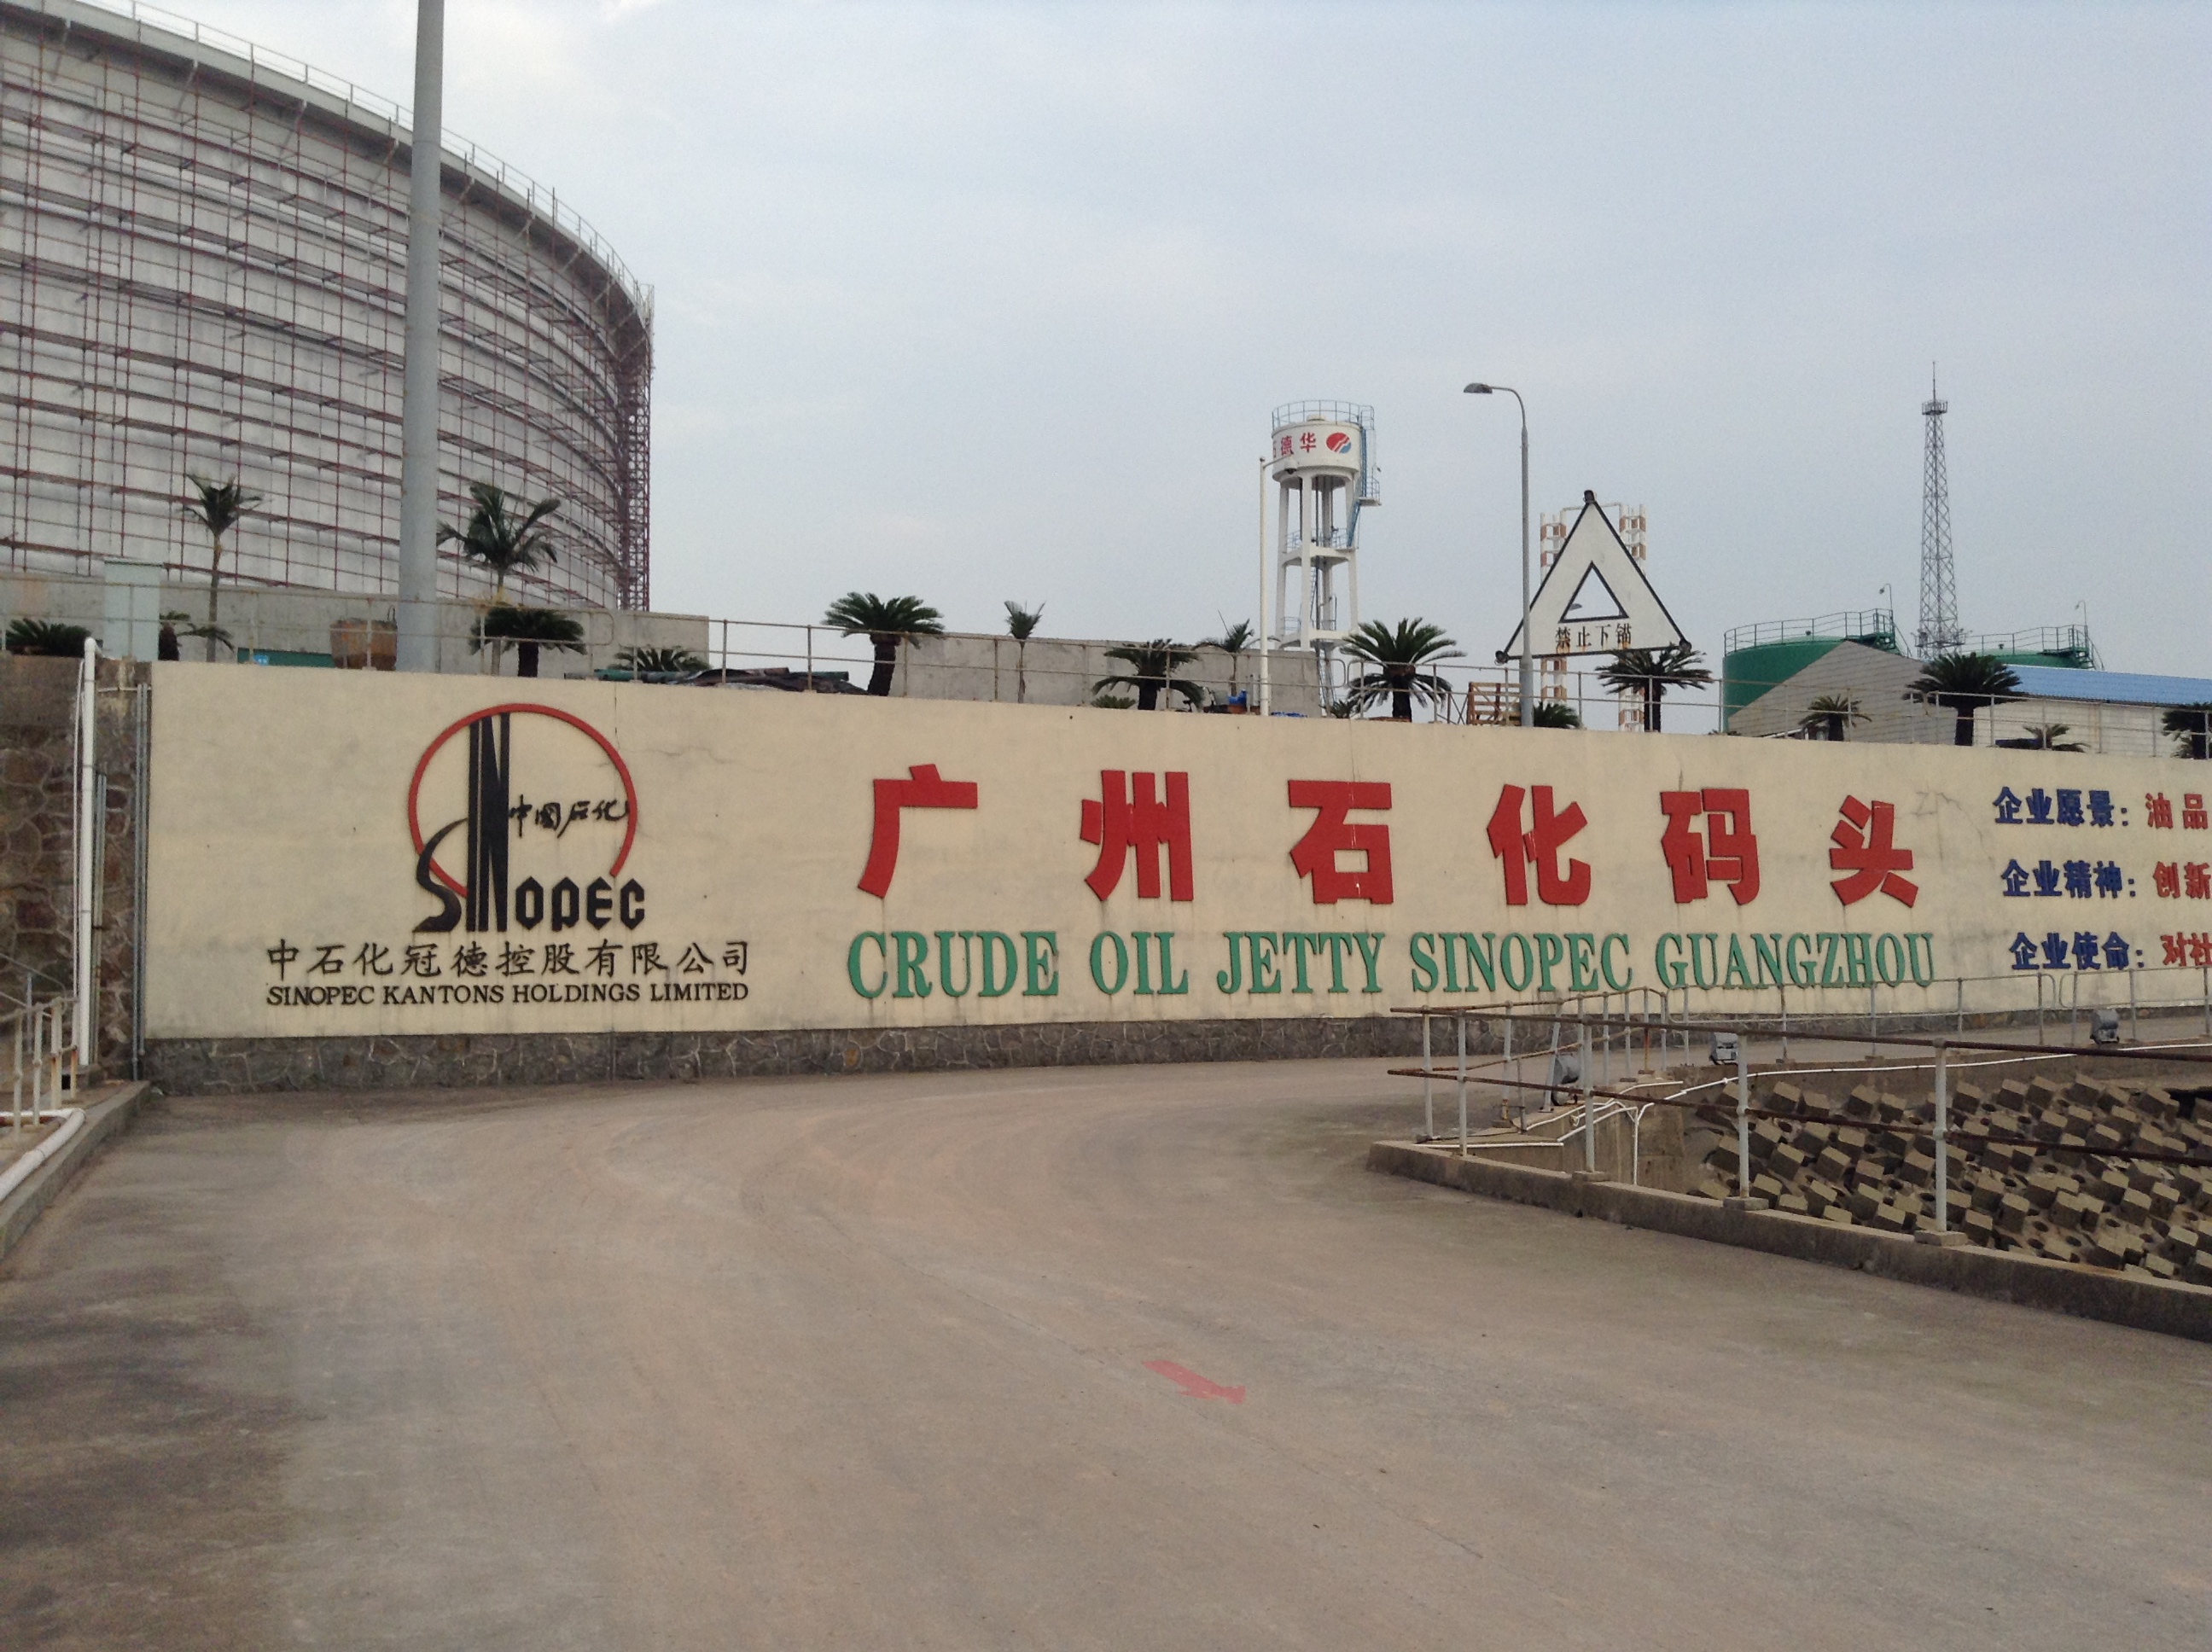 德华
禁止下锚
中国石化
SINOPEC
中石化冠德控股有限公司
SINOPEC KANTONS HOLDINGS LIMITED
广州石化码头
CRUDE OIL JETTY SINOPEC GUANGZHOU
企业愿景：油品
企业精神：创新
企业使命：对社